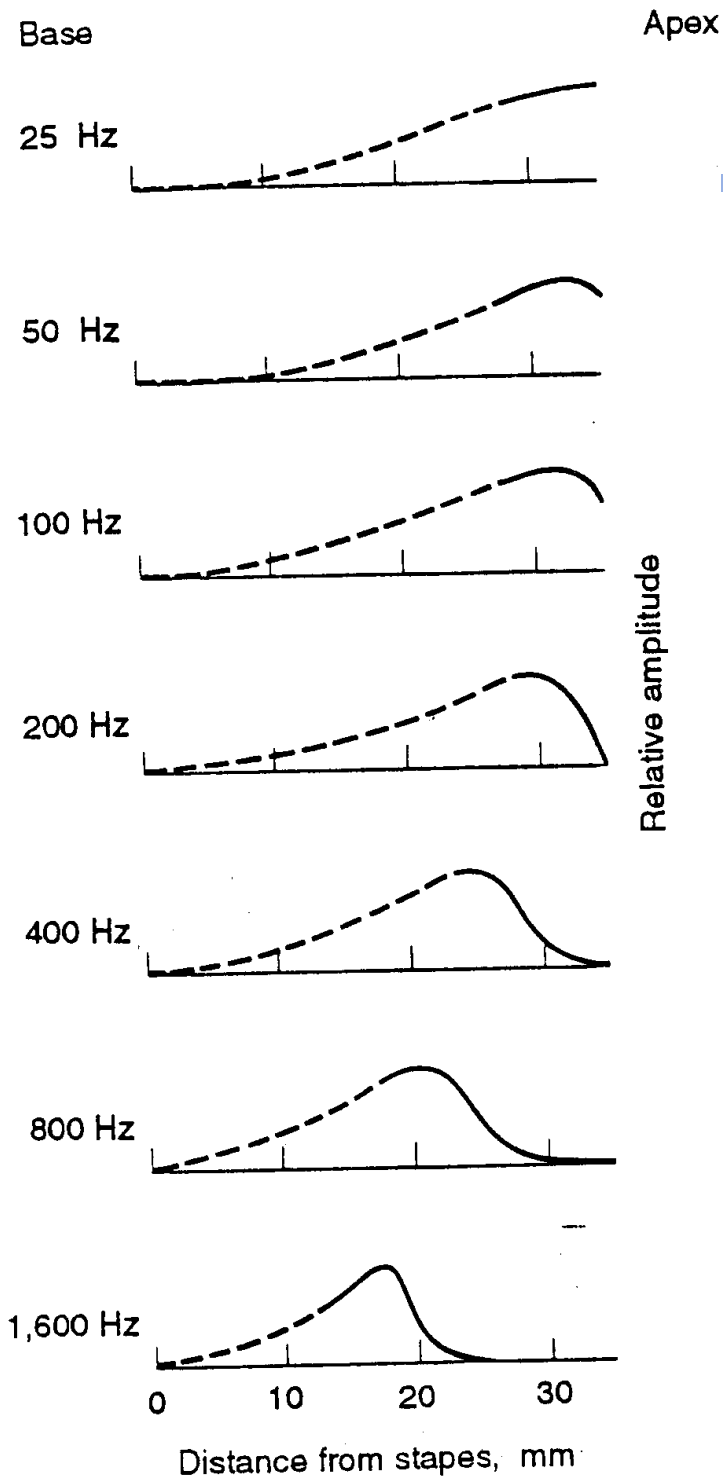 Base
Apex
25 Hz
50 Hz
100 Hz
200 Hz
Relative amplitude
400 Hz
800 Hz
1,600 Hz
0 10 20 30
Distance from stapes, mm